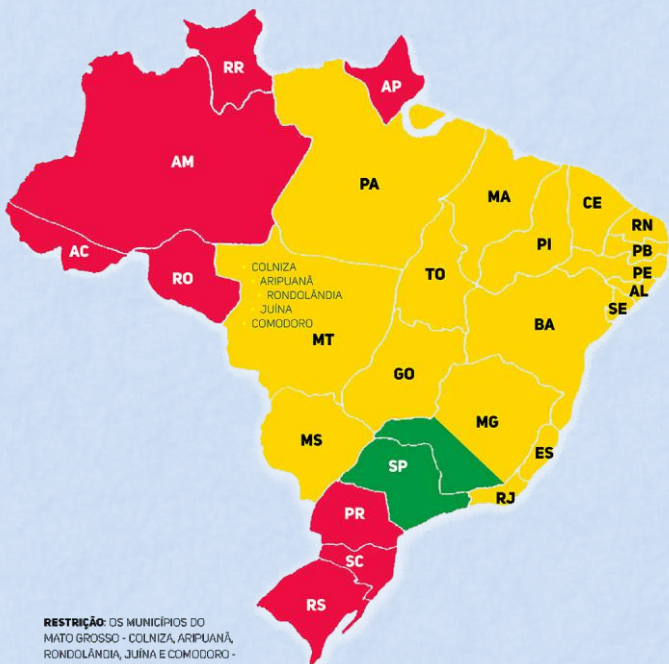 RR
AP
AM
PA
MA
CE
RN
PB
PE
AL
SE
PI
TO
AC
RO
COLNIZA
ARIPUANÃ
RONDOLÂNDIA
JUÍNA
COMODORO
MT
BA
GO
MG
MS
ES
SP
RJ
PR
SC
RS
RESTRIÇÃO: OS MUNICÍPIOS DO
MATO GROSSO - COLNIZA, ARIPUANÃ,
RONDOLÂNDIA, JUÍNA E COMODORO -